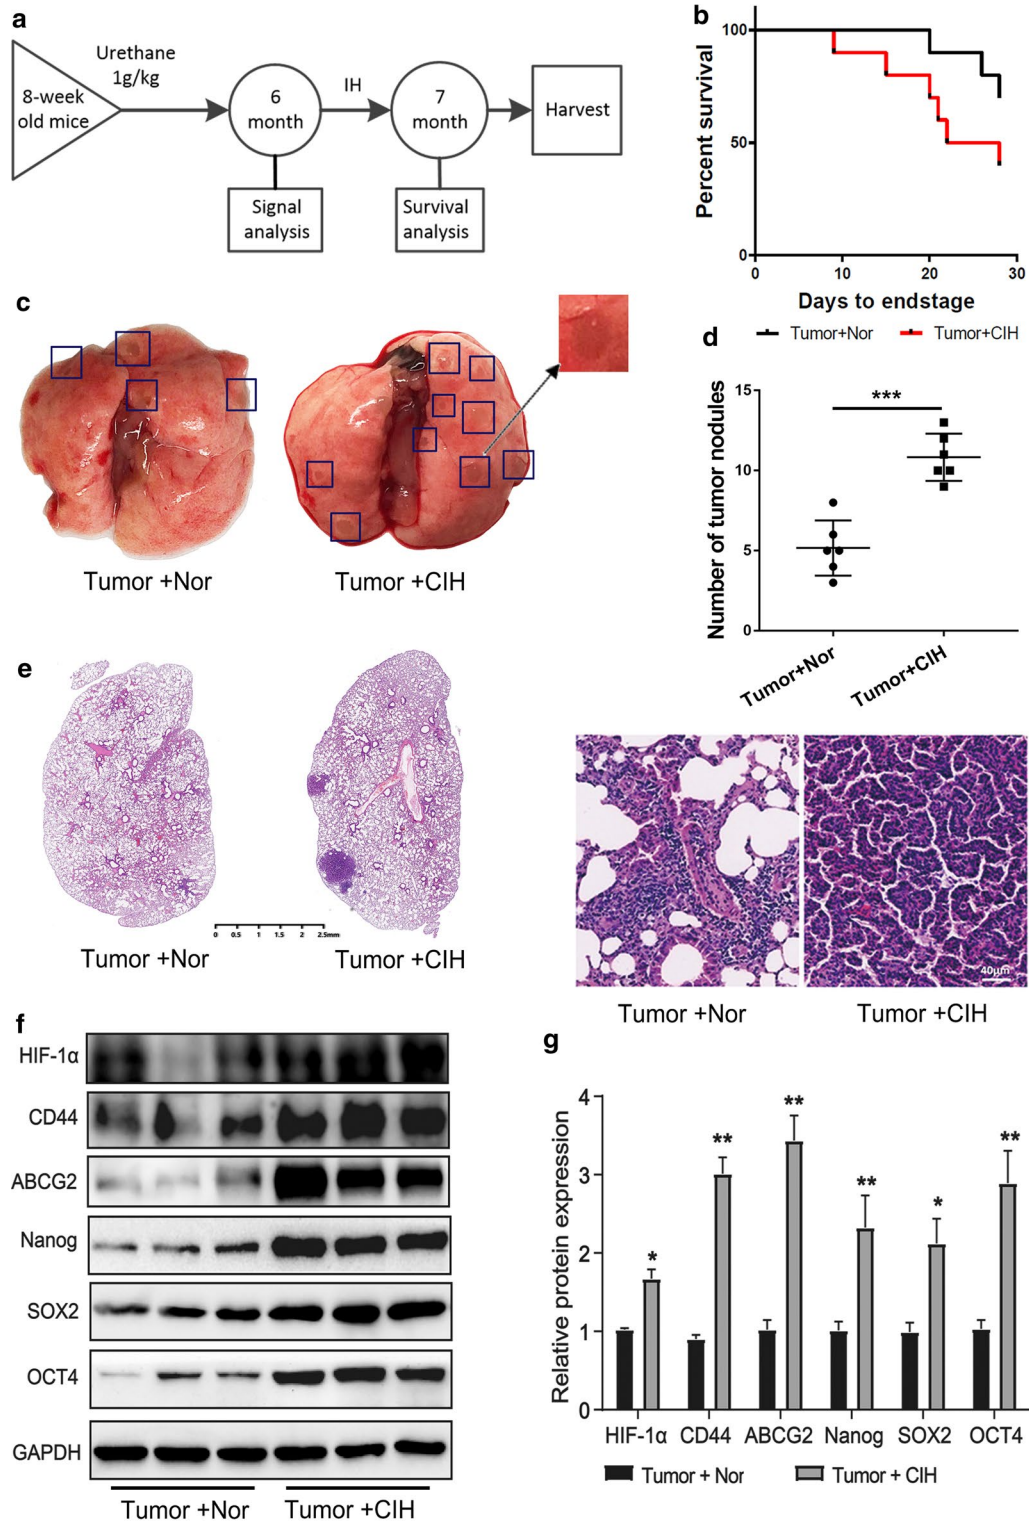 a
Urethane
1g/kg
8-week
old mice
6
month
IH
7
month
Harvest
Signal
analysis
Survival
analysis
b
Percent survival
100
50
0
0 10 20 30
Days to endstage
Tumor+Nor Tumor+CIH
c
Tumor +Nor Tumor +CIH
d
Number of tumor nodules
15
10
5
0
***
Tumor+Nor Tumor+CIH
e
0 0.5 1 1.5 2 2.5mm
Tumor +Nor Tumor +CIH
40μm
Tumor +Nor Tumor +CIH
f
HIF-1α
CD44
ABCG2
Nanog
SOX2
OCT4
GAPDH
Tumor +Nor Tumor +CIH
g
Relative protein expression
4
3
2
1
0
* ** ** ** * **
HIF-1α CD44 ABCG2 Nanog SOX2 OCT4
Tumor + Nor Tumor + CIH